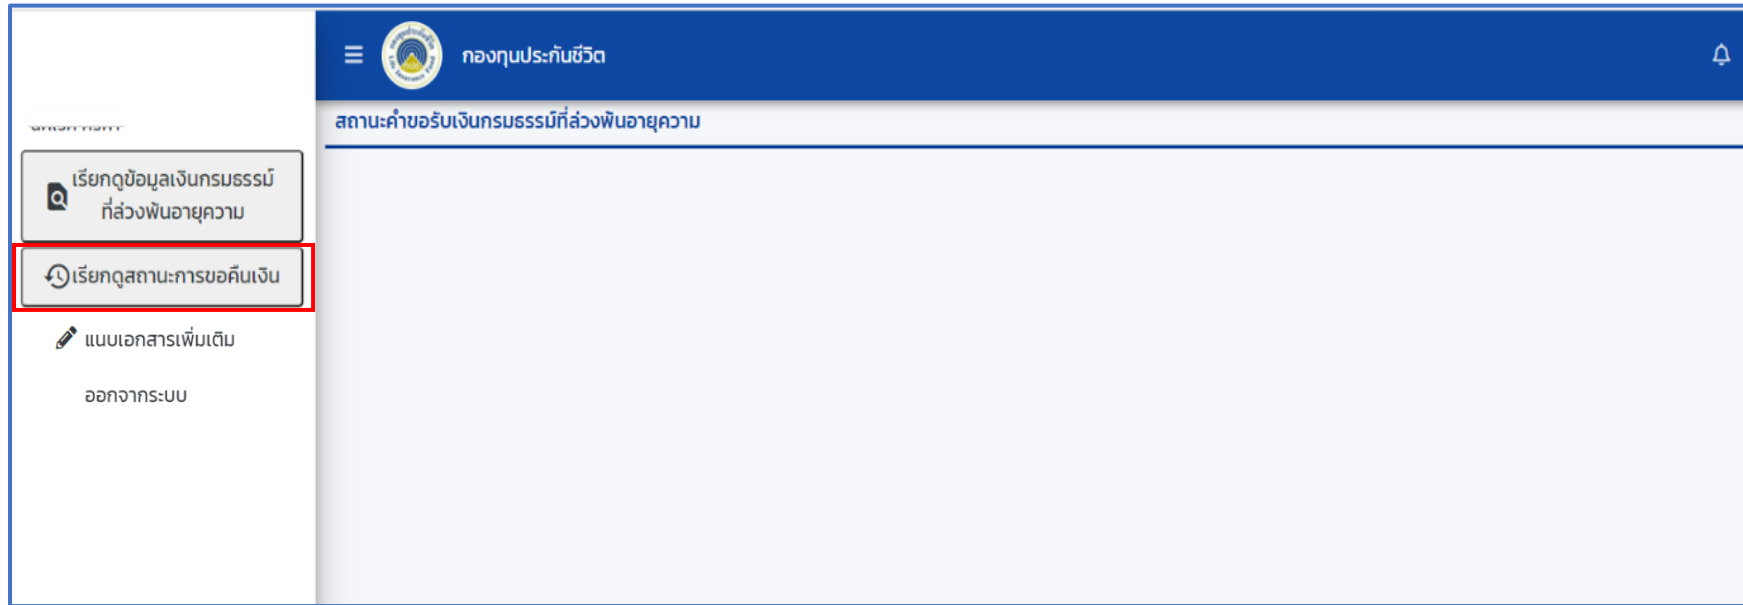 กองทุนประกันชีวิต
สถานะคำขอรับเงินกรมธรรม์ที่ล่วงพ้นอายุความ
เรียกดูข้อมูลเงินกรมธรรม์
ที่ล่วงพ้นอายุความ
เรียกดูสถานะการขอคืนเงิน
แนบเอกสารเพิ่มเติม
ออกจากระบบ